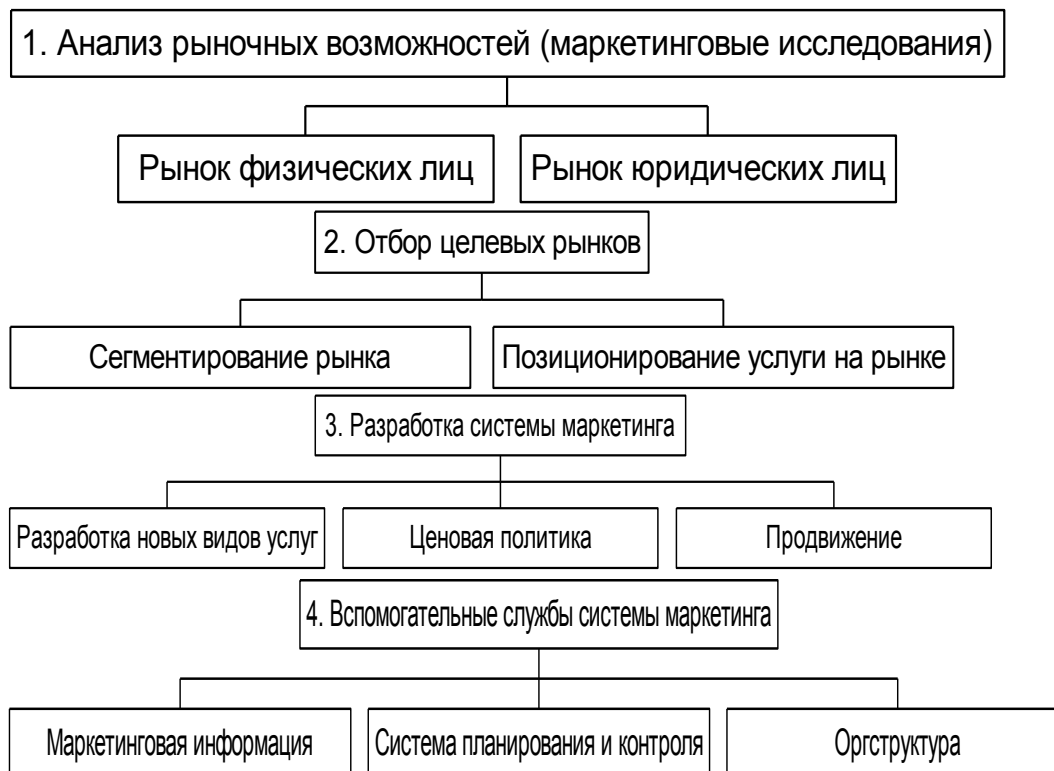 1. Анализ рыночных возможностей (маркетинговые исследования)
Рынок физических лиц
Рынок юридических лиц
2. Отбор целевых рынков
Сегментирование рынка
Позиционирование услуги на рынке
3. Разработка системы маркетинга
Разработка новых видов услуг
Ценовая политика
Продвижение
4. Вспомогательные службы системы маркетинга
Маркетинговая информация
Система планирования и контроля
Оргструктура